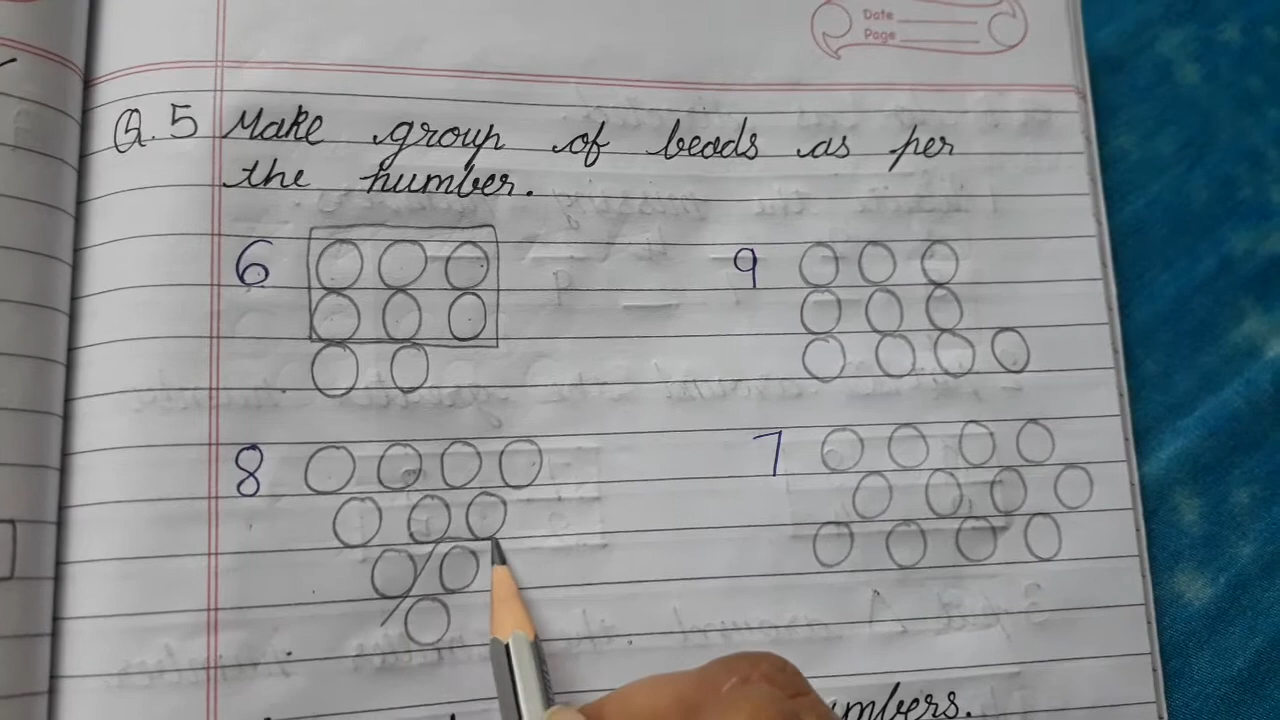 Date
Page
Q.5 Make group of beads as per
the number.
6
9
8
7
umbers.